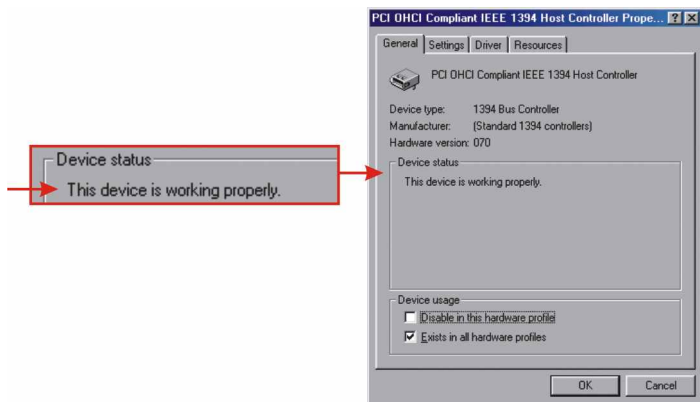 Device status
This device is working properly.
PCI OHCI Compliant IEEE 1394 Host Controller Prope...
General Settings Driver Resources
PCI OHCI Compliant IEEE 1394 Host Controller
Device type: 1394 Bus Controller
Manufacturer: (Standard 1394 controllers)
Hardware version: 070
Device status
This device is working properly.
Device usage
Disable in this hardware profile
Exists in all hardware profiles
OK Cancel